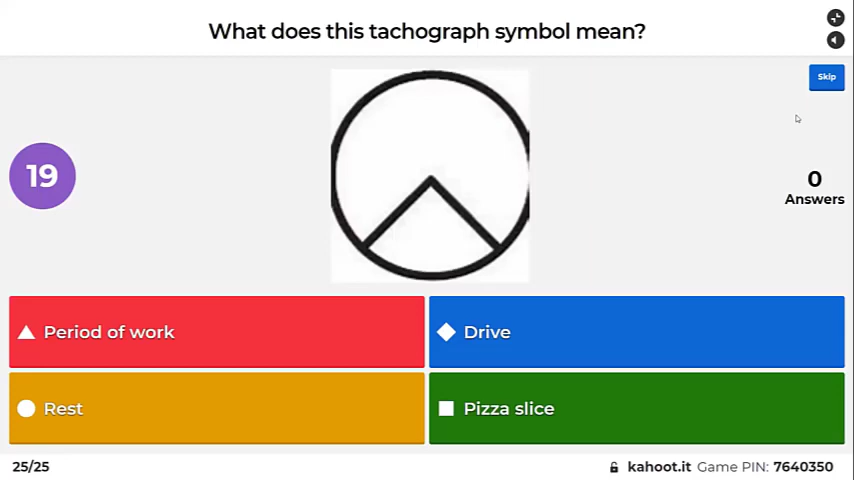 What does this tachograph symbol mean?
Skip
19
0
Answers
Period of work
Drive
Rest
Pizza slice
25/25
kahoot.it Game PIN: 7640350